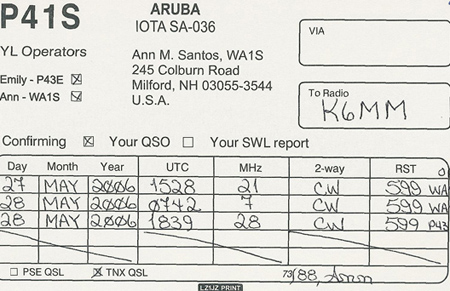 P41S
ARUBA
IOTA SA-036
VIA
YL Operators
Emily - P43E ☒
Ann - WA1S ☑
Ann M. Santos, WA1S
245 Colburn Road
Milford, NH 03055-3544
U.S.A.
To Radio
K6MM
Confirming ☒ Your QSO ☐ Your SWL report
Day Month Year UTC MHz 2-way RST O
27 MAY 2006 1528 21 CW 599 WA
28 MAY 2006 0742 7 CW 599 WA
28 MAY 2006 1839 28 CW 599 P43
☐ PSE QSL ☒ TNX QSL 73/88, Ann
LZ1JZ PRINT